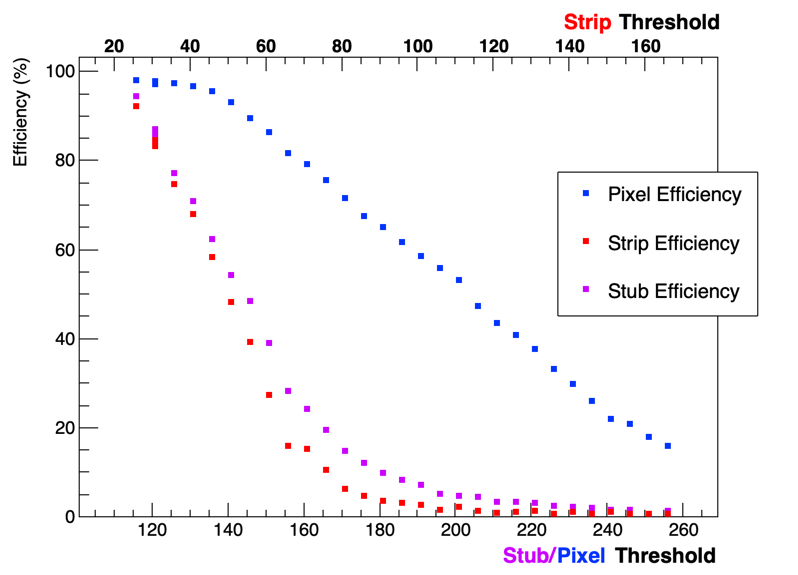 Strip Threshold
20 40 60 80 100 120 140 160
Efficiency (%)
100
80
60
40
20
0
Pixel Efficiency
Strip Efficiency
Stub Efficiency
120 140 160 180 200 220 240 260
Stub/Pixel Threshold